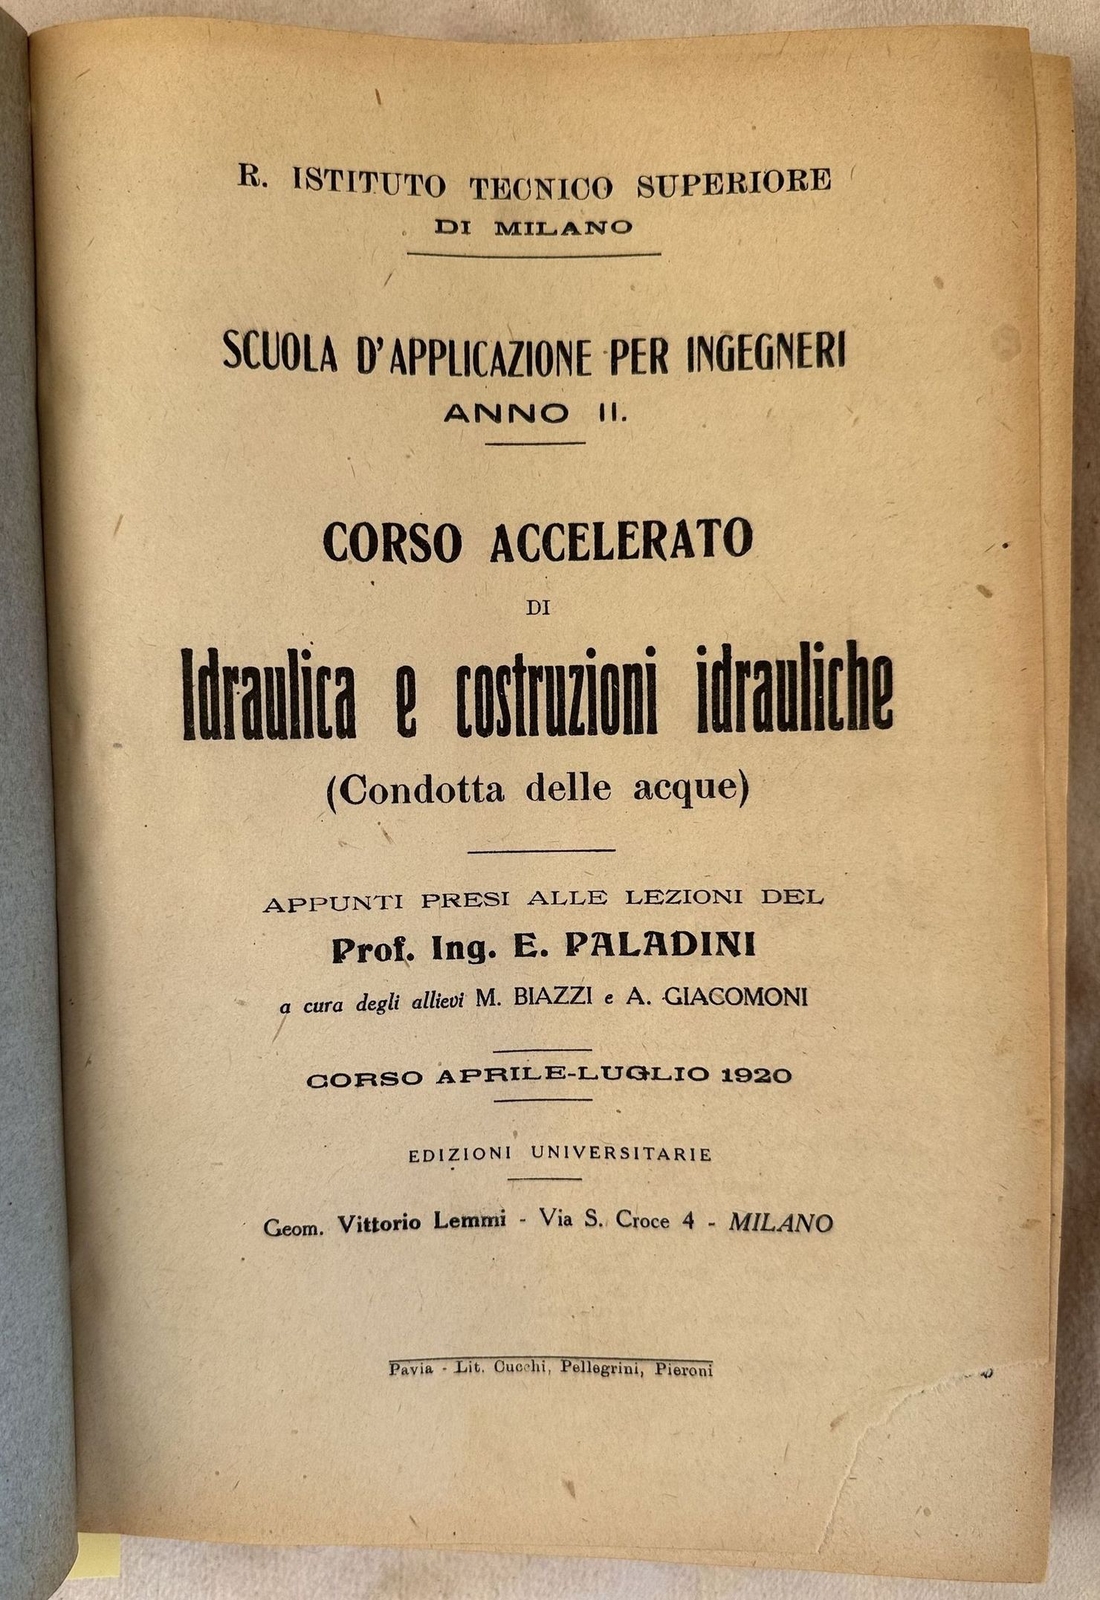 R. ISTITUTO TECNICO SUPERIORE
DI MILANO
SCUOLA D'APPLICAZIONE PER INGEGNERI
ANNO II.
CORSO ACCELERATO
DI
Idraulica e costruzioni idrauliche
(Condotta delle acque)
APPUNTI PRESI ALLE LEZIONI DEL
Prof. Ing. E. PALADINI
a cura degli allievi M. BIAZZI e A. GIACOMONI
CORSO APRILE-LUGLIO 1920
EDIZIONI UNIVERSITARIE
Geom. Vittorio Lemmi - Via S. Croce 4 - MILANO
Pavia - Lit. Cucchi, Pellegrini, Pieroni